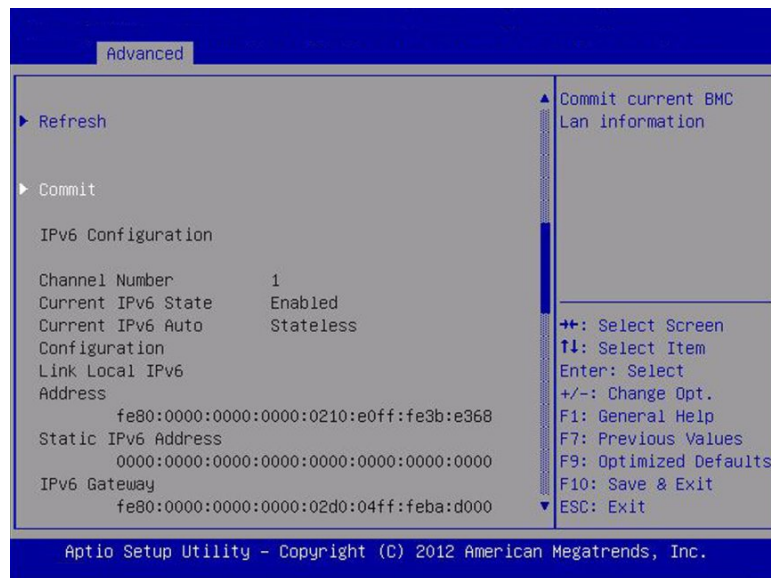 Advanced
Refresh
Commit
IPv6 Configuration
Channel Number 1
Current IPv6 State Enabled
Current IPv6 Auto Stateless
Configuration
Link Local IPv6
Address
fe80:0000:0000:0000:0210:e0ff:fe3b:e368
Static IPv6 Address
0000:0000:0000:0000:0000:0000:0000:0000
IPv6 Gateway
fe80:0000:0000:0000:02d0:04ff:feba:d000
Commit current BMC
Lan information
→←: Select Screen
↑↓: Select Item
Enter: Select
+/-: Change Opt.
F1: General Help
F7: Previous Values
F9: Optimized Defaults
F10: Save & Exit
ESC: Exit
Aptio Setup Utility – Copyright (C) 2012 American Megatrends, Inc.